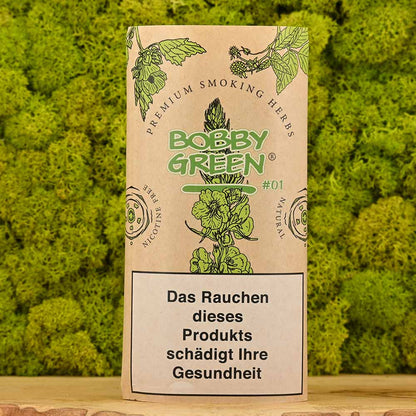 PREMIUM SMOKING HERBS
BOBBY
GREEN®
#01
NICOTINE FREE
NATURAL
Das Rauchen
dieses
Produkts
schädigt Ihre
Gesundheit